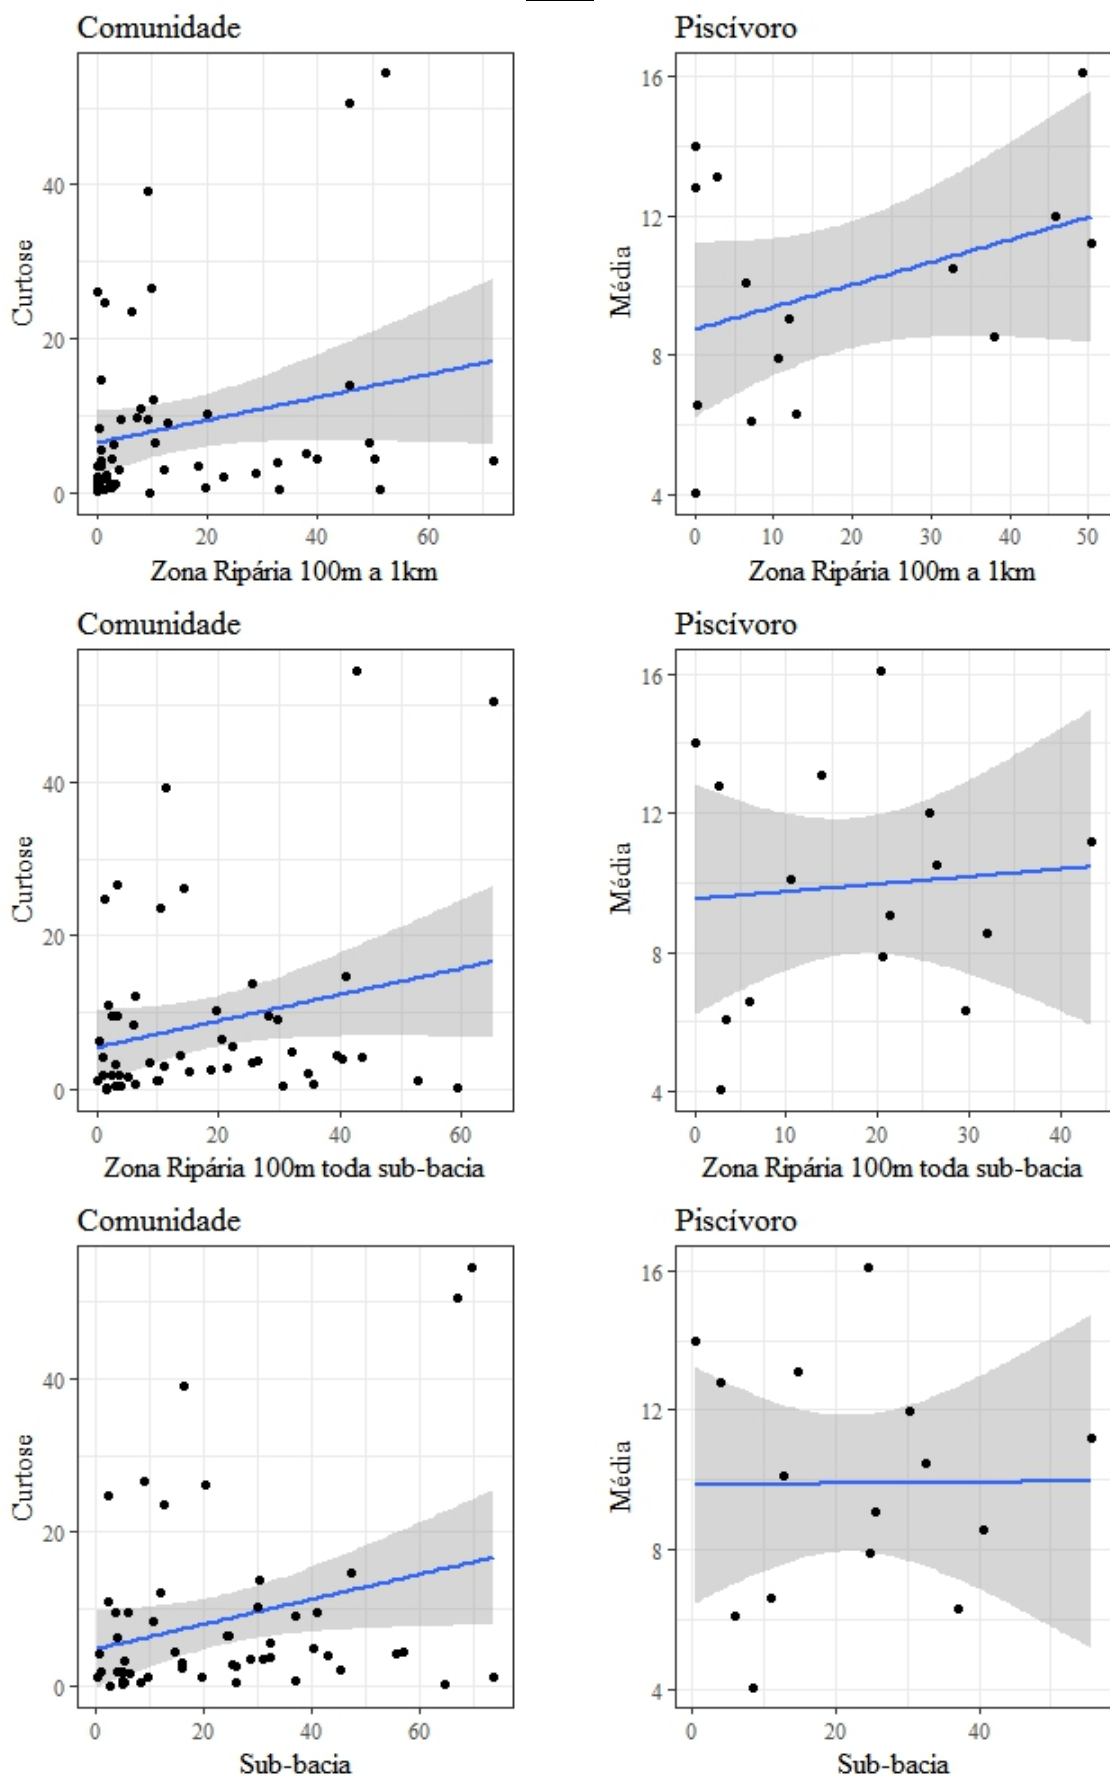 Comunidade
Piscívoro
Curtose
40
20
0
0 20 40 60
Zona Ripária 100m a 1km
Média
16
12
8
4
0 10 20 30 40 50
Zona Ripária 100m a 1km
Comunidade
Piscívoro
Curtose
40
20
0
0 20 40 60
Zona Ripária 100m toda sub-bacia
Média
16
12
8
4
0 10 20 30 40
Zona Ripária 100m toda sub-bacia
Comunidade
Piscívoro
Curtose
40
20
0
0 20 40 60
Sub-bacia
Média
16
12
8
4
0 20 40
Sub-bacia